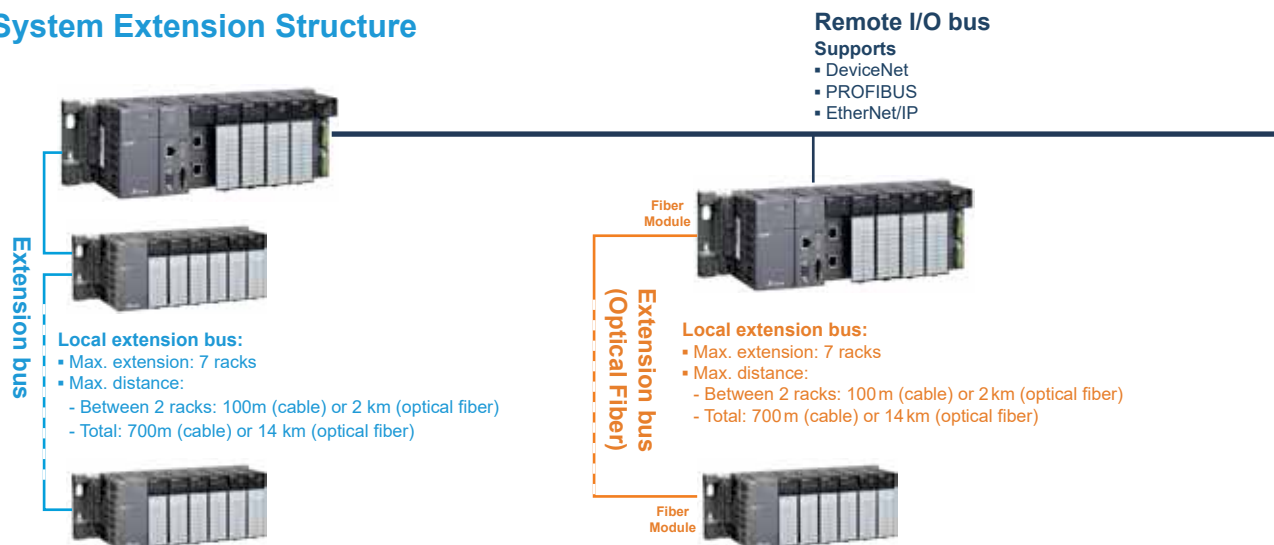 System Extension Structure
Remote I/O bus
Supports
▪ DeviceNet
▪ PROFIBUS
▪ EtherNet/IP
Extension bus
Local extension bus:
▪ Max. extension: 7 racks
▪ Max. distance:
- Between 2 racks: 100m (cable) or 2 km (optical fiber)
- Total: 700m (cable) or 14 km (optical fiber)
Fiber
Module
Extension bus
(Optical Fiber)
Local extension bus:
▪ Max. extension: 7 racks
▪ Max. distance:
- Between 2 racks: 100m (cable) or 2km (optical fiber)
- Total: 700m (cable) or 14km (optical fiber)
Fiber
Module